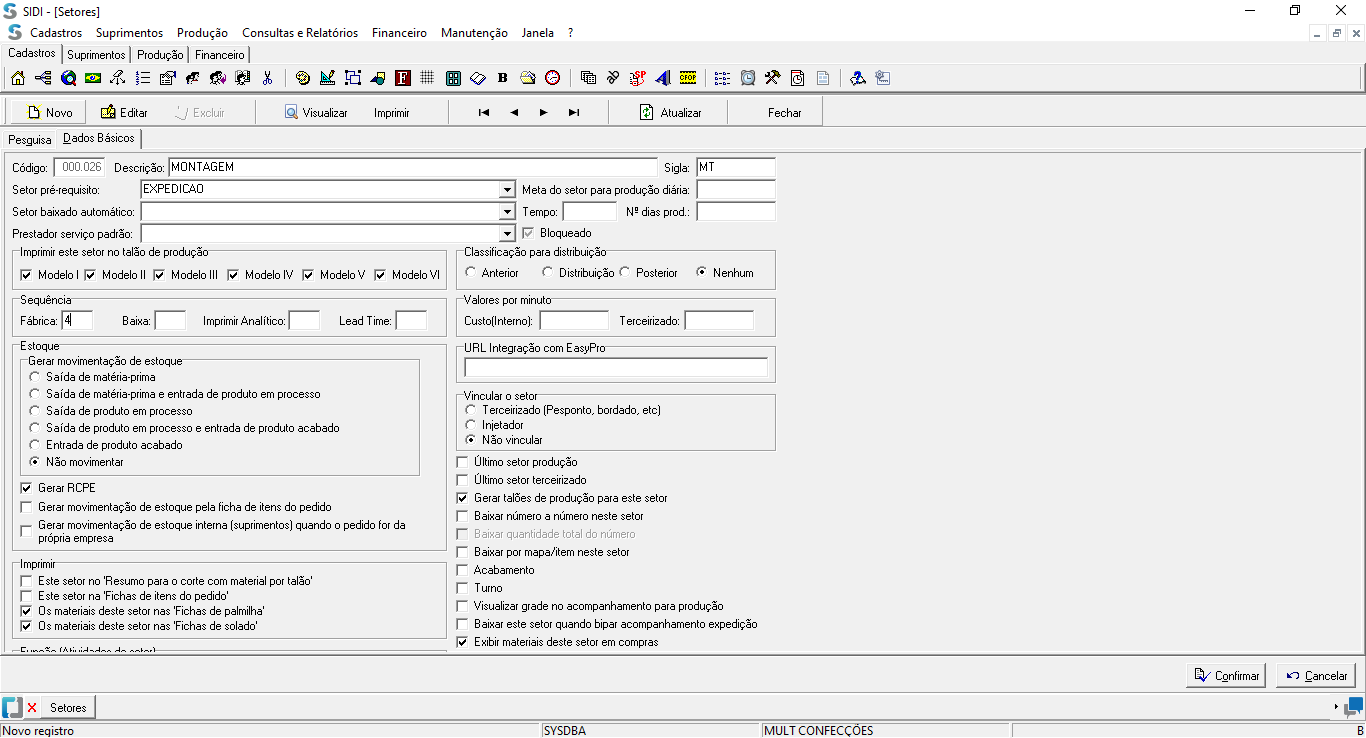 SIDI - [Setores]
Cadastros Suprimentos Produção Consultas e Relatórios Financeiro Manutenção Janela ?
Cadastros Suprimentos Produção Financeiro
Novo Editar Excluir Visualizar Imprimir Atualizar Fechar
Pesquisa Dados Básicos
Código: 000.026 Descrição: MONTAGEM Sigla: MT
Setor pré-requisito: EXPEDICAO Meta do setor para produção diária:
Setor baixado automático: Tempo: Nº dias prod.:
Prestador serviço padrão: Bloqueado
Imprimir este setor no talão de produção
Modelo I Modelo II Modelo III Modelo IV Modelo V Modelo VI
Classificação para distribuição
Anterior Distribuição Posterior Nenhum
Sequência
Fábrica: 4 Baixa: Imprimir Analítico: Lead Time:
Valores por minuto
Custo(Interno): Terceirizado:
Estoque
Gerar movimentação de estoque
Saída de matéria-prima
Saída de matéria-prima e entrada de produto em processo
Saída de produto em processo
Saída de produto em processo e entrada de produto acabado
Entrada de produto acabado
Não movimentar
Gerar RCPE
Gerar movimentação de estoque pela ficha de itens do pedido
Gerar movimentação de estoque interna (suprimentos) quando o pedido for da
própria empresa
Imprimir
Este setor no 'Resumo para o corte com material por talão'
Este setor na 'Fichas de itens do pedido'
Os materiais deste setor nas 'Fichas de palmilha'
Os materiais deste setor nas 'Fichas de solado'
Função (Atividades do setor)
URL Integração com EasyPro
Vincular o setor
Terceirizado (Pesponto, bordado, etc)
Injetador
Não vincular
Último setor produção
Último setor terceirizado
Gerar talões de produção para este setor
Baixar número a número neste setor
Baixar quantidade total do número
Baixar por mapa/item neste setor
Acabamento
Turno
Visualizar grade no acompanhamento para produção
Baixar este setor quando bipar acompanhamento expedição
Exibir materiais deste setor em compras
Confirmar Cancelar
Setores
Novo registro SYSDBA MULT CONFECÇÕES B